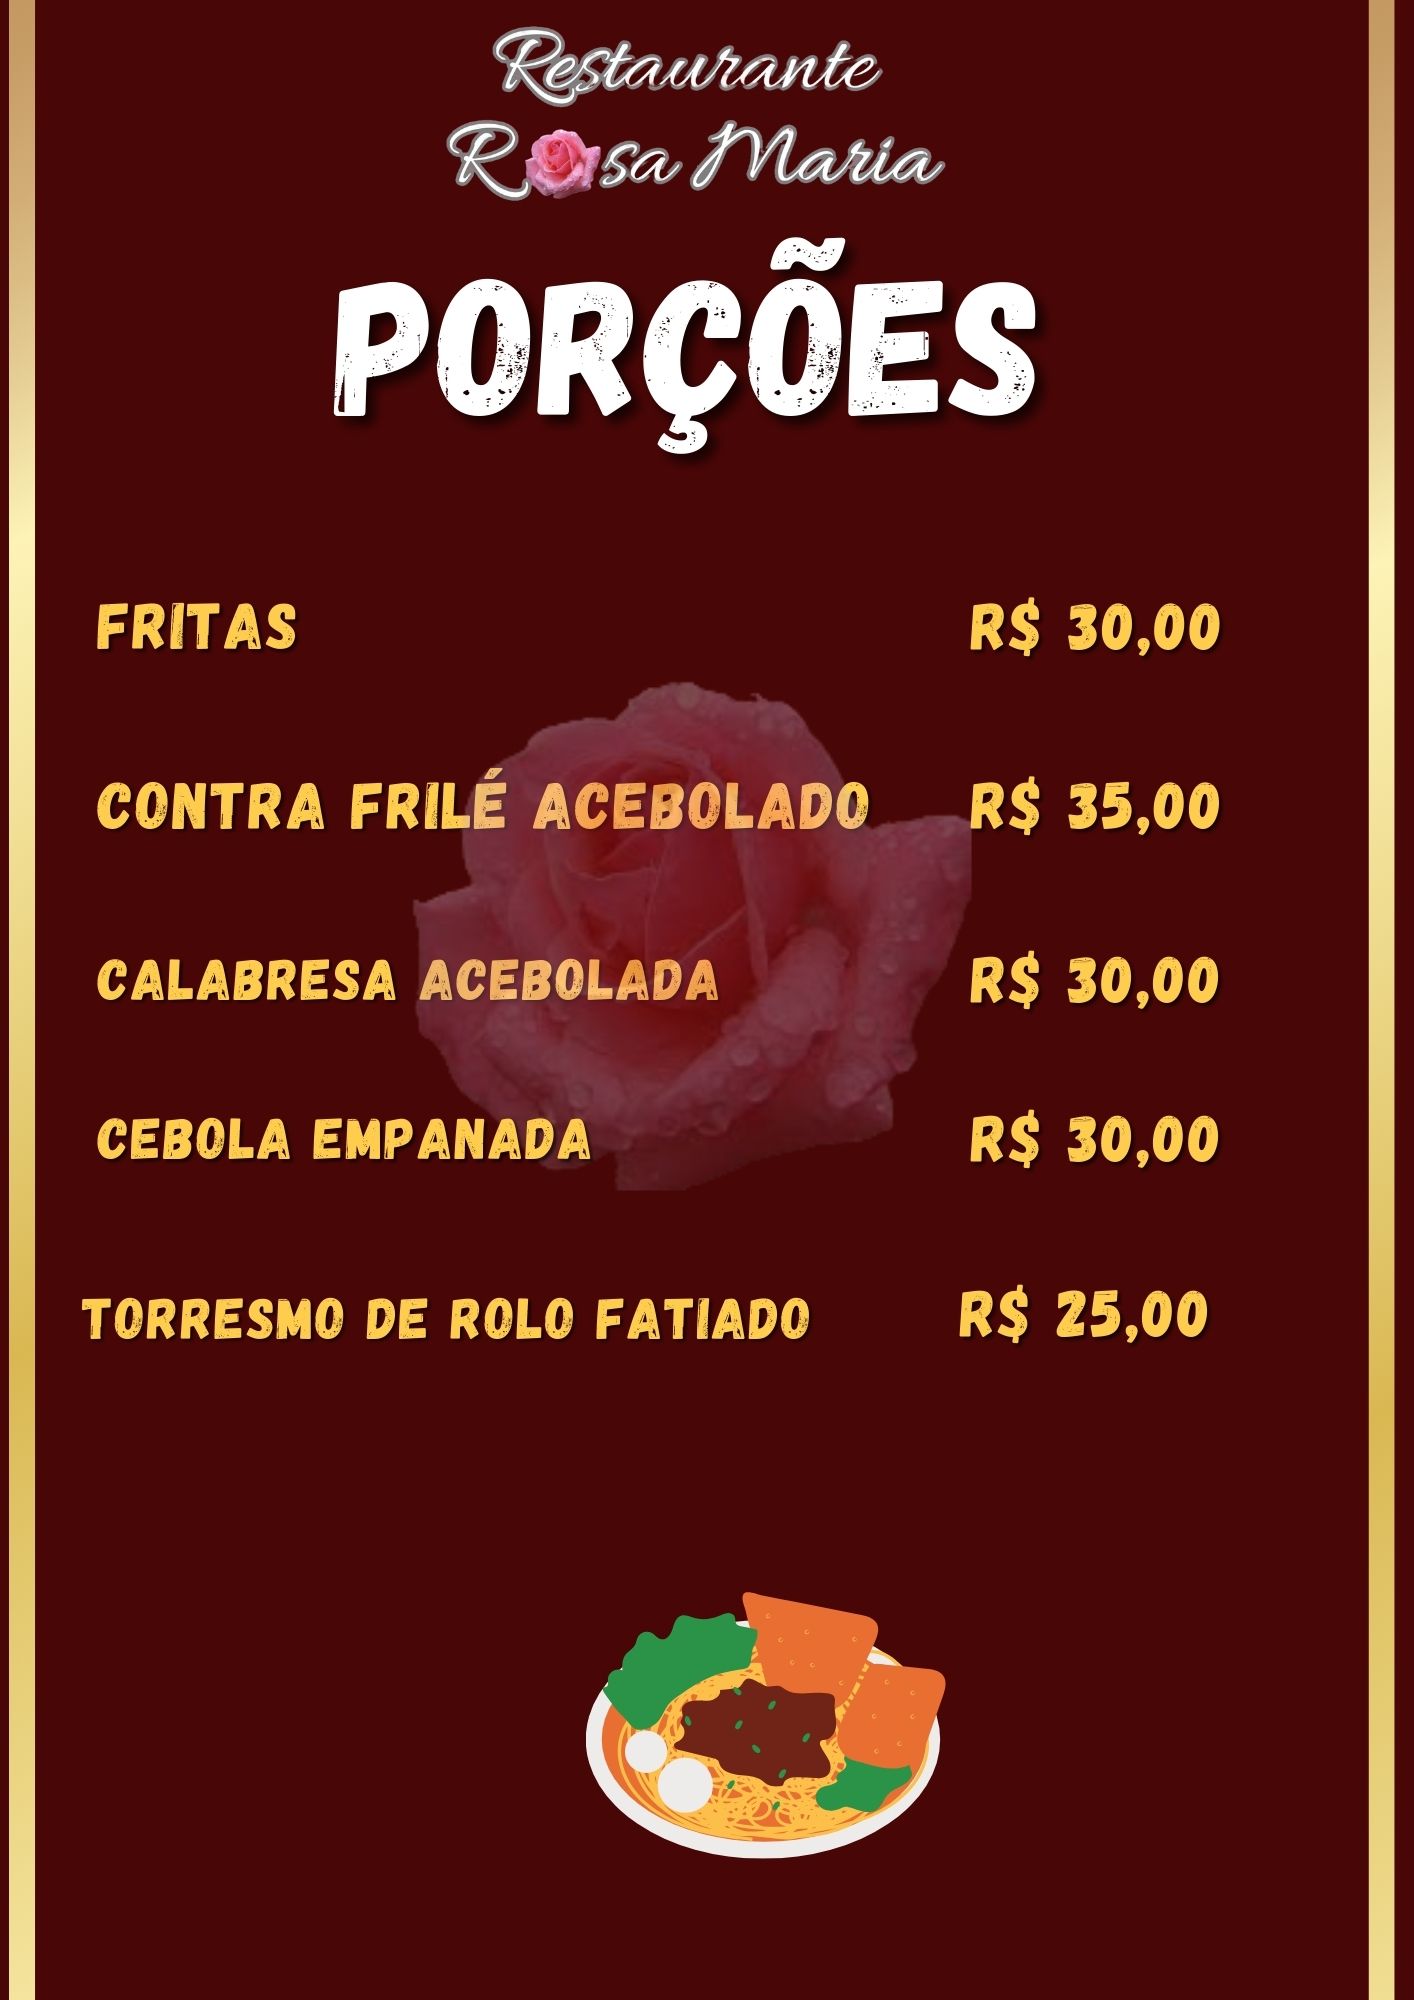 Restaurante
Rosa Maria
PORÇÕES
FRITAS R$ 30,00
CONTRA FRILÉ ACEBOLADO R$ 35,00
CALABRESA ACEBOLADA R$ 30,00
CEBOLA EMPANADA R$ 30,00
TORRESMO DE ROLO FATIADO R$ 25,00